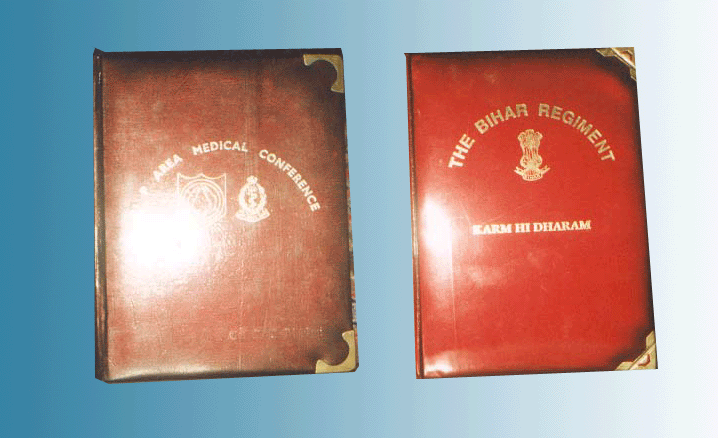 AREA MEDICAL CONFERENCE
THE BIHAR REGIMENT
KARM HI DHARAM